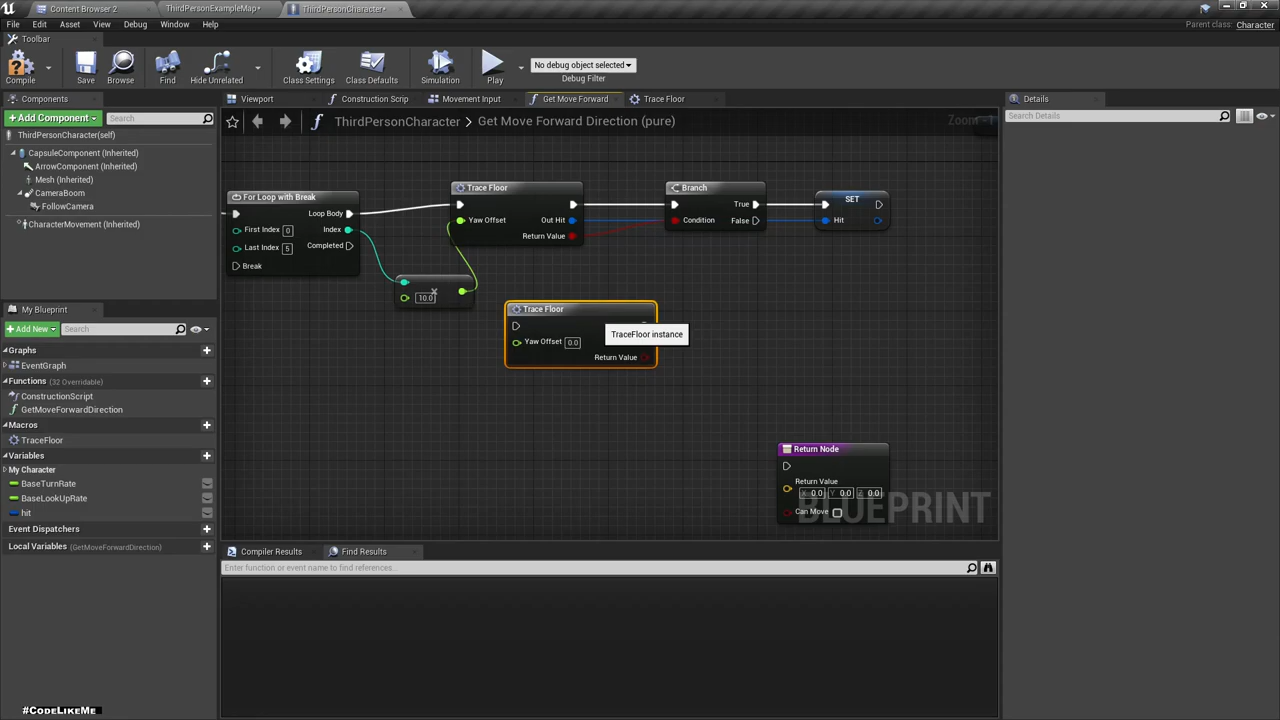 Content Browser 2
ThirdPersonExampleMap*
ThirdPersonCharacter*
File Edit Asset View Debug Window Help
Parent class: Character
Toolbar
Compile
Save
Browse
Find
Hide Unrelated
Class Settings
Class Defaults
Simulation
Play
No debug object selected
Debug Filter
Components
Add Component
Search
ThirdPersonCharacter(self)
CapsuleComponent (Inherited)
ArrowComponent (Inherited)
Mesh (Inherited)
CameraBoom
FollowCamera
CharacterMovement (Inherited)
My Blueprint
Add New
Search
Graphs
EventGraph
Functions (32 Overridable)
ConstructionScript
GetMoveForwardDirection
Macros
TraceFloor
Variables
My Character
BaseTurnRate
BaseLookUpRate
hit
Event Dispatchers
Local Variables (GetMoveForwardDirection)
Viewport
Construction Scrip
Movement Input
Get Move Forward
Trace Floor
ThirdPersonCharacter > Get Move Forward Direction (pure)
Zoom -1
For Loop with Break
Loop Body
First Index 0
Index
Last Index 5
Completed
Break
10.0
Trace Floor
Yaw Offset
Out Hit
Return Value
Branch
True
Condition
False
SET
Hit
Trace Floor
Yaw Offset 0.0
Return Value
TraceFloor instance
Return Node
Return Value
X 0.0 Y 0.0 Z 0.0
Can Move
BLUEPRINT
Compiler Results
Find Results
Enter function or event name to find references...
Details
Search Details
#CodeLikeMe